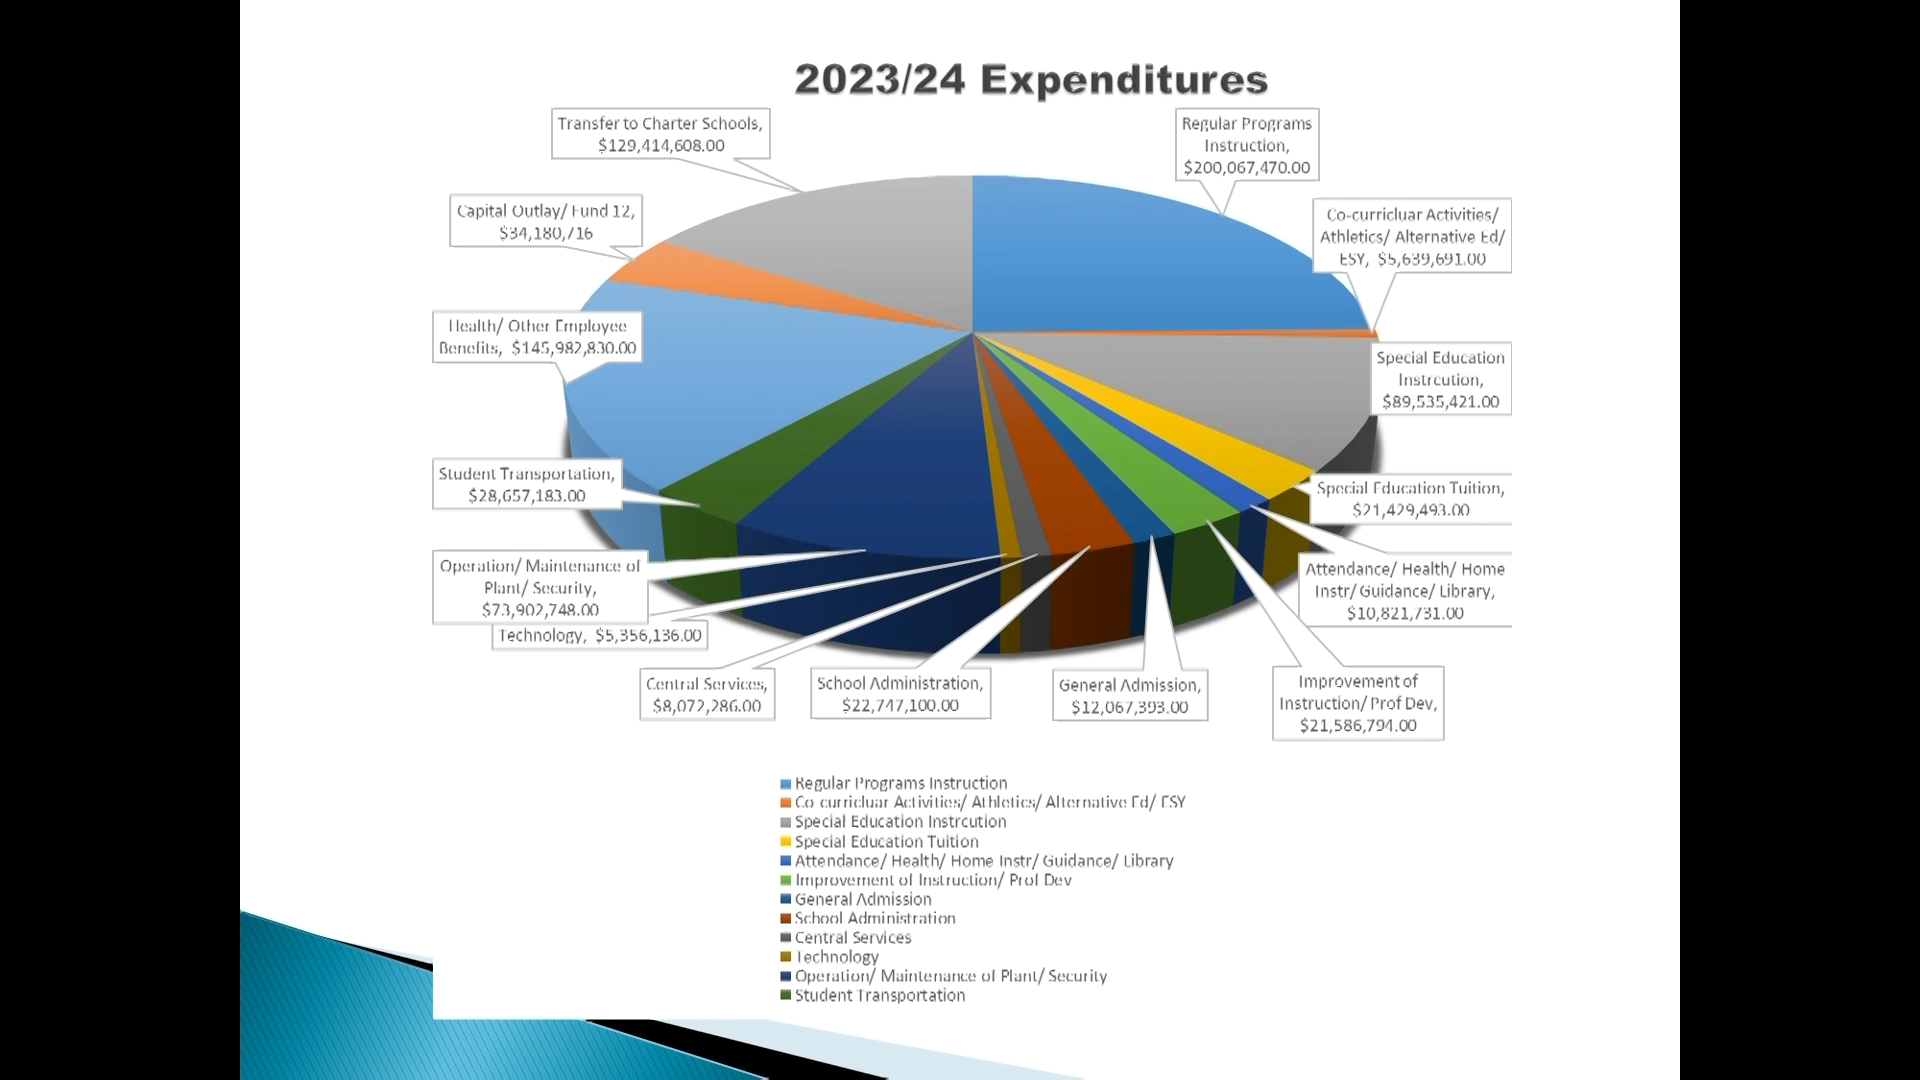 2023/24 Expenditures
Transfer to Charter Schools,
$129,414,608.00
Regular Programs
Instruction,
$200,067,470.00
Capital Outlay/ Fund 12,
$34,180,716
Co-curricluar Activities/
Athletics/ Alternative Ed/
ESY, $5,639,691.00
Health/ Other Employee
Benefits, $145,982,830.00
Special Education
Instrcution,
$89,535,421.00
Student Transportation,
$28,657,183.00
Special Education Tuition,
$21,429,493.00
Operation/ Maintenance of
Plant/ Security,
$73,902,748.00
Attendance/ Health/ Home
Instr/ Guidance/ Library,
$10,821,731.00
Technology, $5,356,136.00
Central Services,
$8,072,286.00
School Administration,
$22,747,100.00
General Admission,
$12,067,393.00
Improvement of
Instruction/ Prof Dev,
$21,586,794.00
Regular Programs Instruction
Co-curricluar Activities/ Athletics/ Alternative Ed/ ESY
Special Education Instrcution
Special Education Tuition
Attendance/ Health/ Home Instr/ Guidance/ Library
Improvement of Instruction/ Prof Dev
General Admission
School Administration
Central Services
Technology
Operation/ Maintenance of Plant/ Security
Student Transportation